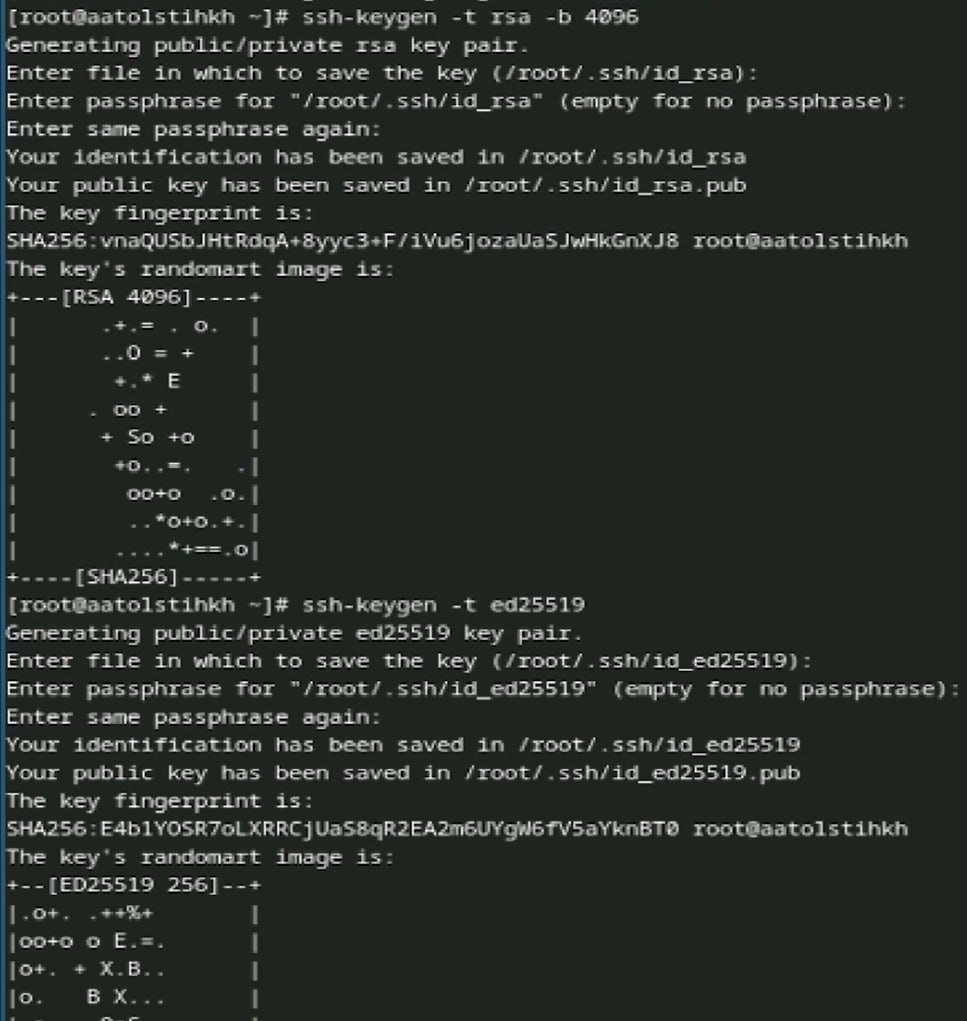 [root@aatolstihkh ~]# ssh-keygen -t rsa -b 4096
Generating public/private rsa key pair.
Enter file in which to save the key (/root/.ssh/id_rsa):
Enter passphrase for "/root/.ssh/id_rsa" (empty for no passphrase):
Enter same passphrase again:
Your identification has been saved in /root/.ssh/id_rsa
Your public key has been saved in /root/.ssh/id_rsa.pub
The key fingerprint is:
SHA256:vnaQUSbJHtRdqA+8yyc3+F/iVu6jozaUaSJwHkGnXJ8 root@aatolstihkh
The key's randomart image is:
+---[RSA 4096]----+
|      .+.= . o.  |
|      ..O = +    |
|       +.* E     |
|     . oo +      |
|      + So +o    |
|       +o..=.   .|
|        oo+o  .o.|
|        ..*o+o.+.|
|       ....*+==.o|
+----[SHA256]-----+
[root@aatolstihkh ~]# ssh-keygen -t ed25519
Generating public/private ed25519 key pair.
Enter file in which to save the key (/root/.ssh/id_ed25519):
Enter passphrase for "/root/.ssh/id_ed25519" (empty for no passphrase):
Enter same passphrase again:
Your identification has been saved in /root/.ssh/id_ed25519
Your public key has been saved in /root/.ssh/id_ed25519.pub
The key fingerprint is:
SHA256:E4b1YOSR7oLXRRCjUaS8qR2EA2m6UYgW6fV5aYknBT0 root@aatolstihkh
The key's randomart image is:
+--[ED25519 256]--+
|.o+. .++%+       |
|oo+o o E.=.      |
|o+. + X.B..      |
|o.   B X...      |